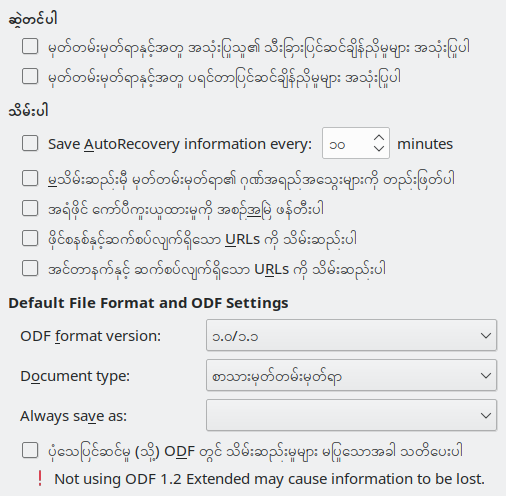 ဆွဲတင်ပါ
မှတ်တမ်းမှတ်ရာနှင့်အတူ အသုံးပြုသူ၏ သီးခြားပြင်ဆင်ချိန်ညှိမှုများ အသုံးပြုပါ
မှတ်တမ်းမှတ်ရာနှင့်အတူ ပရင်တာပြင်ဆင်ချိန်ညှိမှုများ အသုံးပြုပါ
သိမ်းပါ
Save AutoRecovery information every: ၁၀ minutes
မသိမ်းဆည်းမှီ မှတ်တမ်းမှတ်ရာ၏ ဂုဏ်အရည်အသွေးများကို တည်းဖြတ်ပါ
အရံဖိုင် ကော်ပီကူးယူထားမှုကို အစဉ်အမြဲ ဖန်တီးပါ
ဖိုင်စနစ်နှင့်ဆက်စပ်လျက်ရှိသော URLs ကို သိမ်းဆည်းပါ
အင်တာနက်နှင့် ဆက်စပ်လျက်ရှိသော URLs ကို သိမ်းဆည်းပါ
Default File Format and ODF Settings
ODF format version: ၁.၀/၁.၁
Document type: စာသားမှတ်တမ်းမှတ်ရာ
Always save as:
ပုံသေပြင်ဆင်မှု (သို့) ODF တွင် သိမ်းဆည်းမှုများ မပြုသောအခါ သတိပေးပါ
! Not using ODF 1.2 Extended may cause information to be lost.